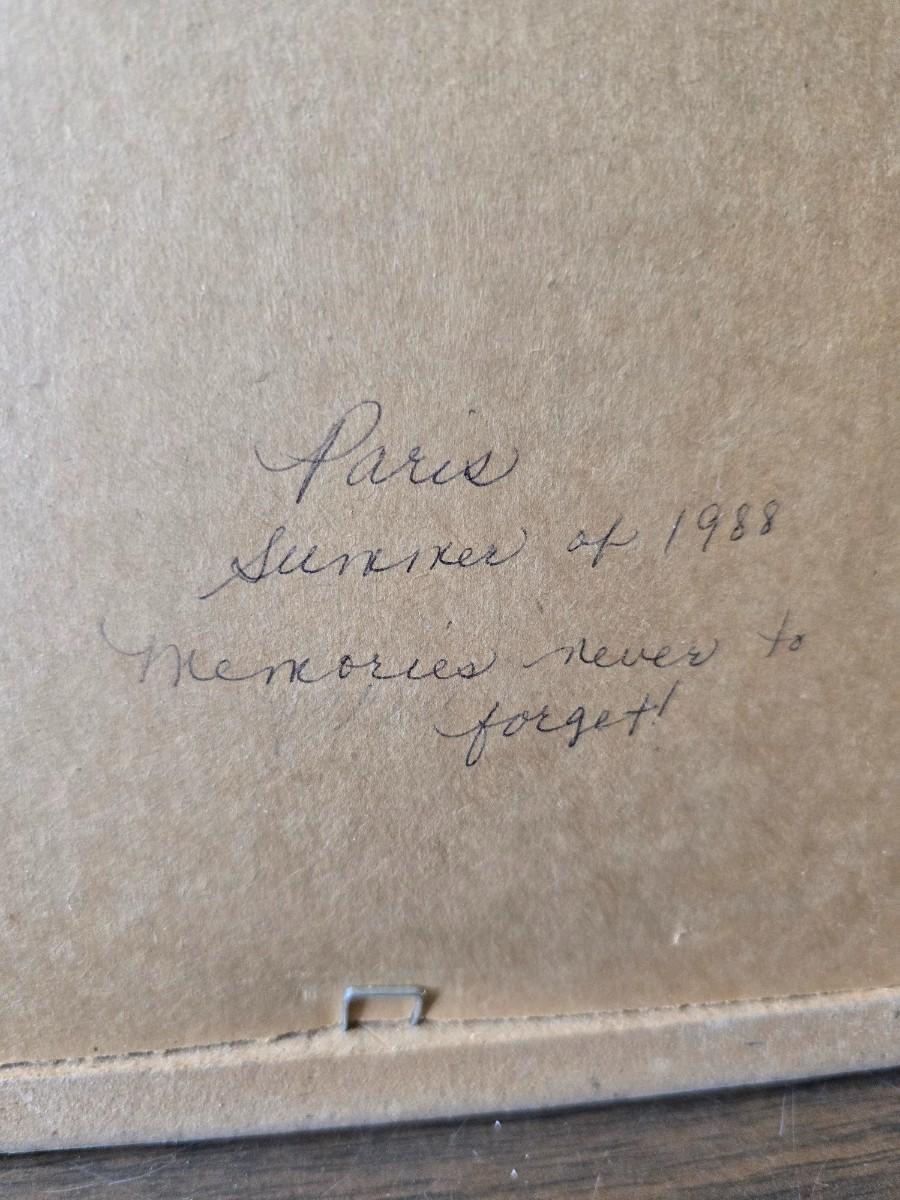 Paris
Summer of 1988
Memories never to
forget!